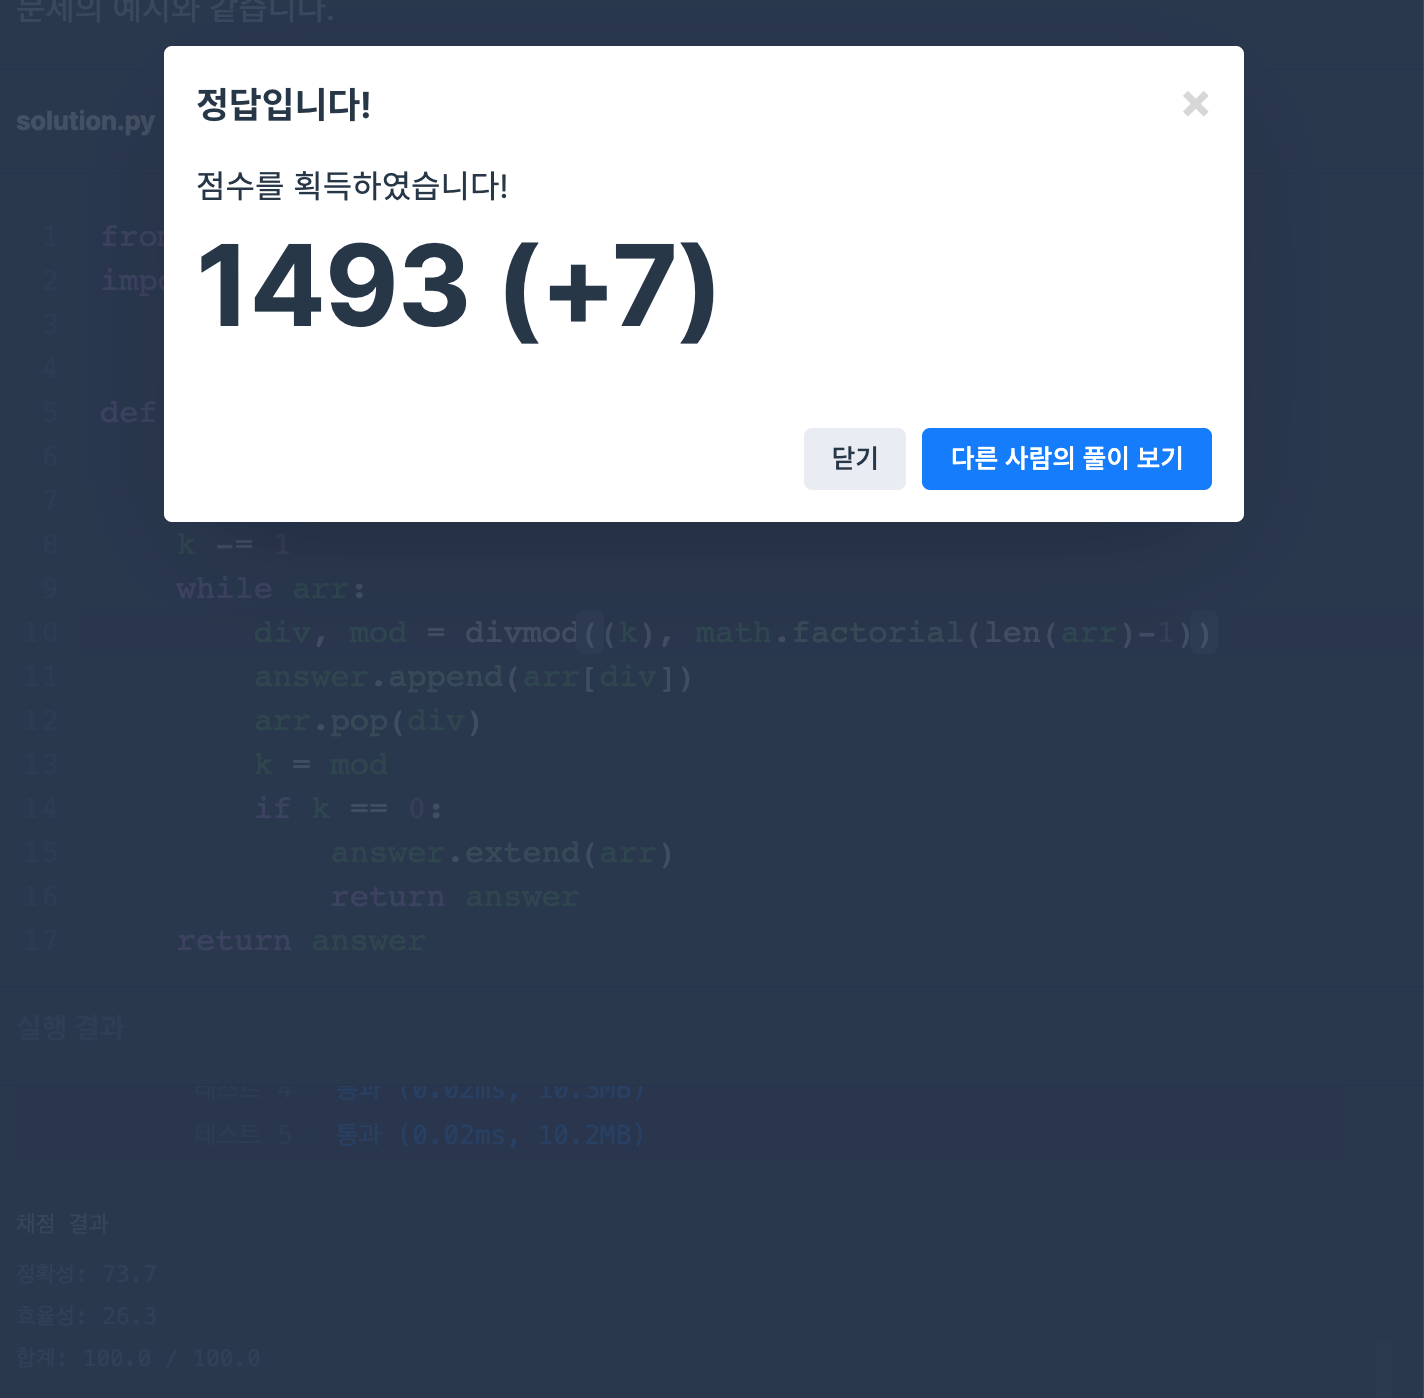 문제의 예시와 같습니다.
solution.py
정답입니다!
점수를 획득하였습니다!
1493 (+7)
닫기 다른 사람의 풀이 보기
1
2
3
4
5 def
6
7
8 k -= 1
9 while arr:
10 div, mod = divmod((k), math.factorial(len(arr)-1))
11 answer.append(arr[div])
12 arr.pop(div)
13 k = mod
14 if k == 0:
15 answer.extend(arr)
16 return answer
17 return answer
실행 결과
테스트 4 통과 (0.02ms, 10.3MB)
테스트 5 통과 (0.02ms, 10.2MB)
채점 결과
정확성: 73.7
효율성: 26.3
합계: 100.0 / 100.0